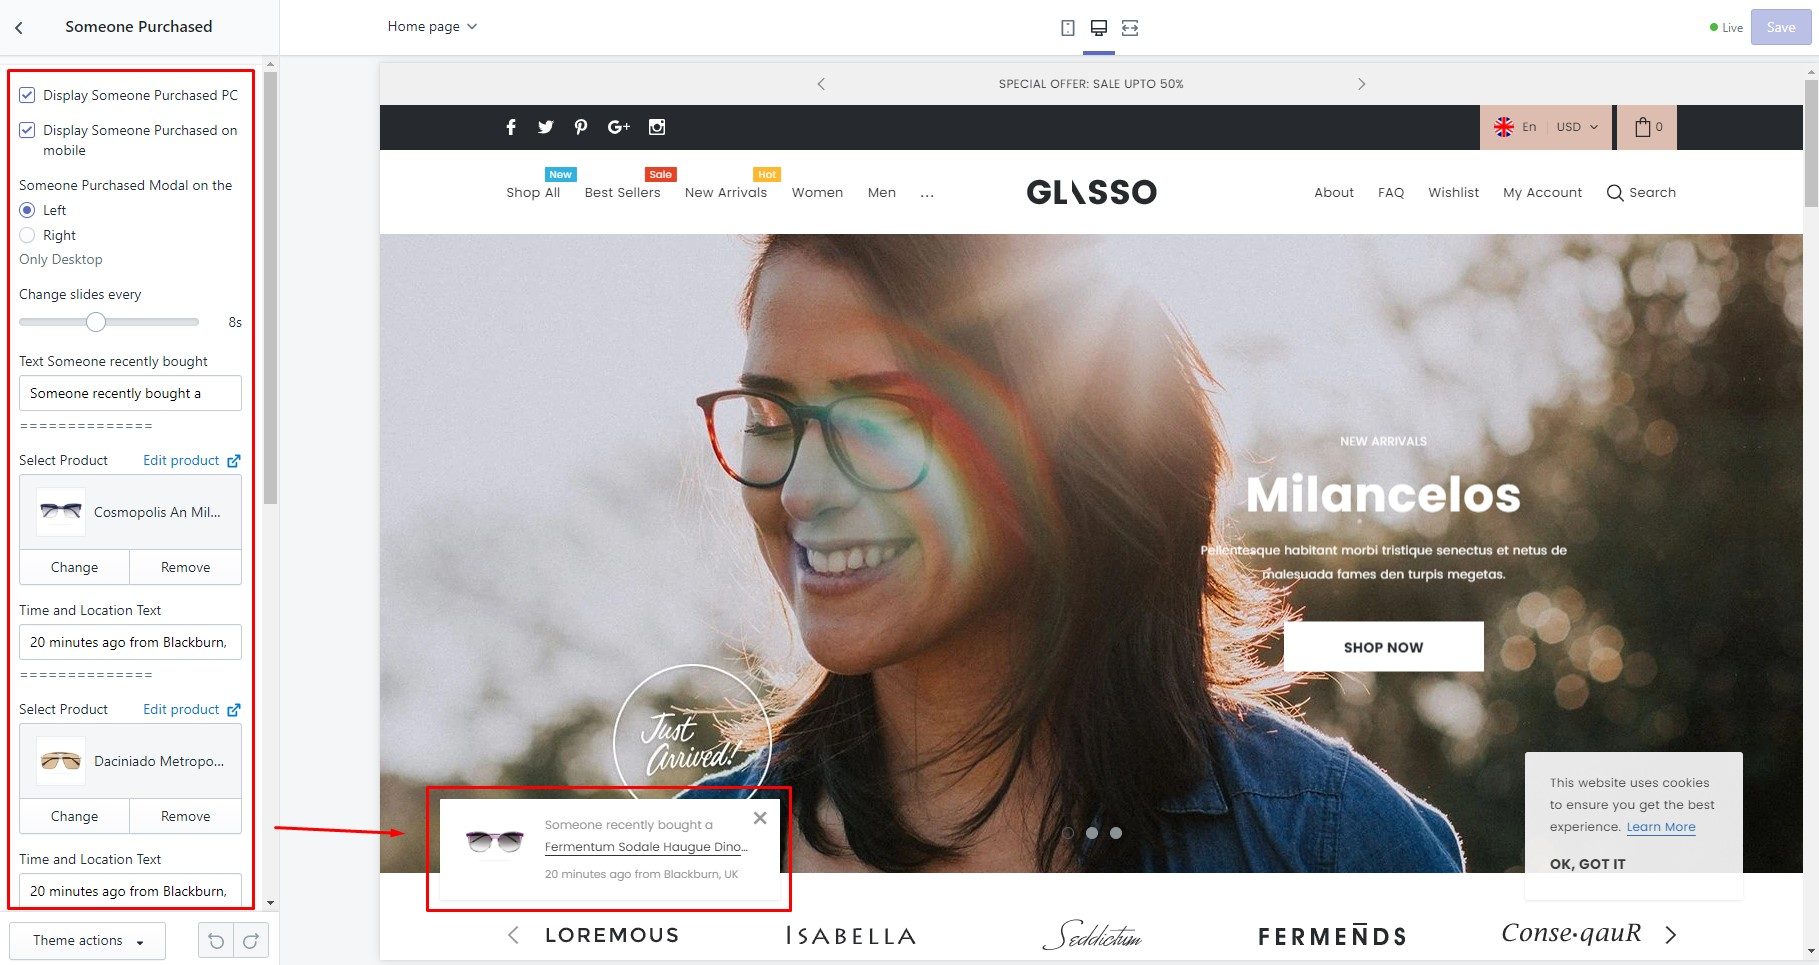 Someone Purchased
Home page
Live
Save
Display Someone Purchased PC
Display Someone Purchased on
mobile
Someone Purchased Modal on the
Left
Right
Only Desktop
Change slides every
8s
Text Someone recently bought
Someone recently bought a
==============
Select Product
Edit product
Cosmopolis An Mil...
Change
Remove
Time and Location Text
20 minutes ago from Blackburn,
==============
Select Product
Edit product
Daciniado Metropo...
Change
Remove
Time and Location Text
20 minutes ago from Blackburn,
Theme actions
SPECIAL OFFER: SALE UPTO 50%
En
USD
0
New
Sale
Hot
Shop All
Best Sellers
New Arrivals
Women
Men
...
GLASSO
About
FAQ
Wishlist
My Account
Search
NEW ARRIVALS
Milancelos
Pellentesque habitant morbi tristique senectus et netus de
malesuada fames den turpis megetas.
SHOP NOW
Just
Arrived!
Someone recently bought a
Fermentum Sodale Haugue Dino...
20 minutes ago from Blackburn, UK
This website uses cookies
to ensure you get the best
experience. Learn More
OK, GOT IT
LOREMOUS
ISABELLA
Seddictum
FERMEÑDS
Conse·qauR